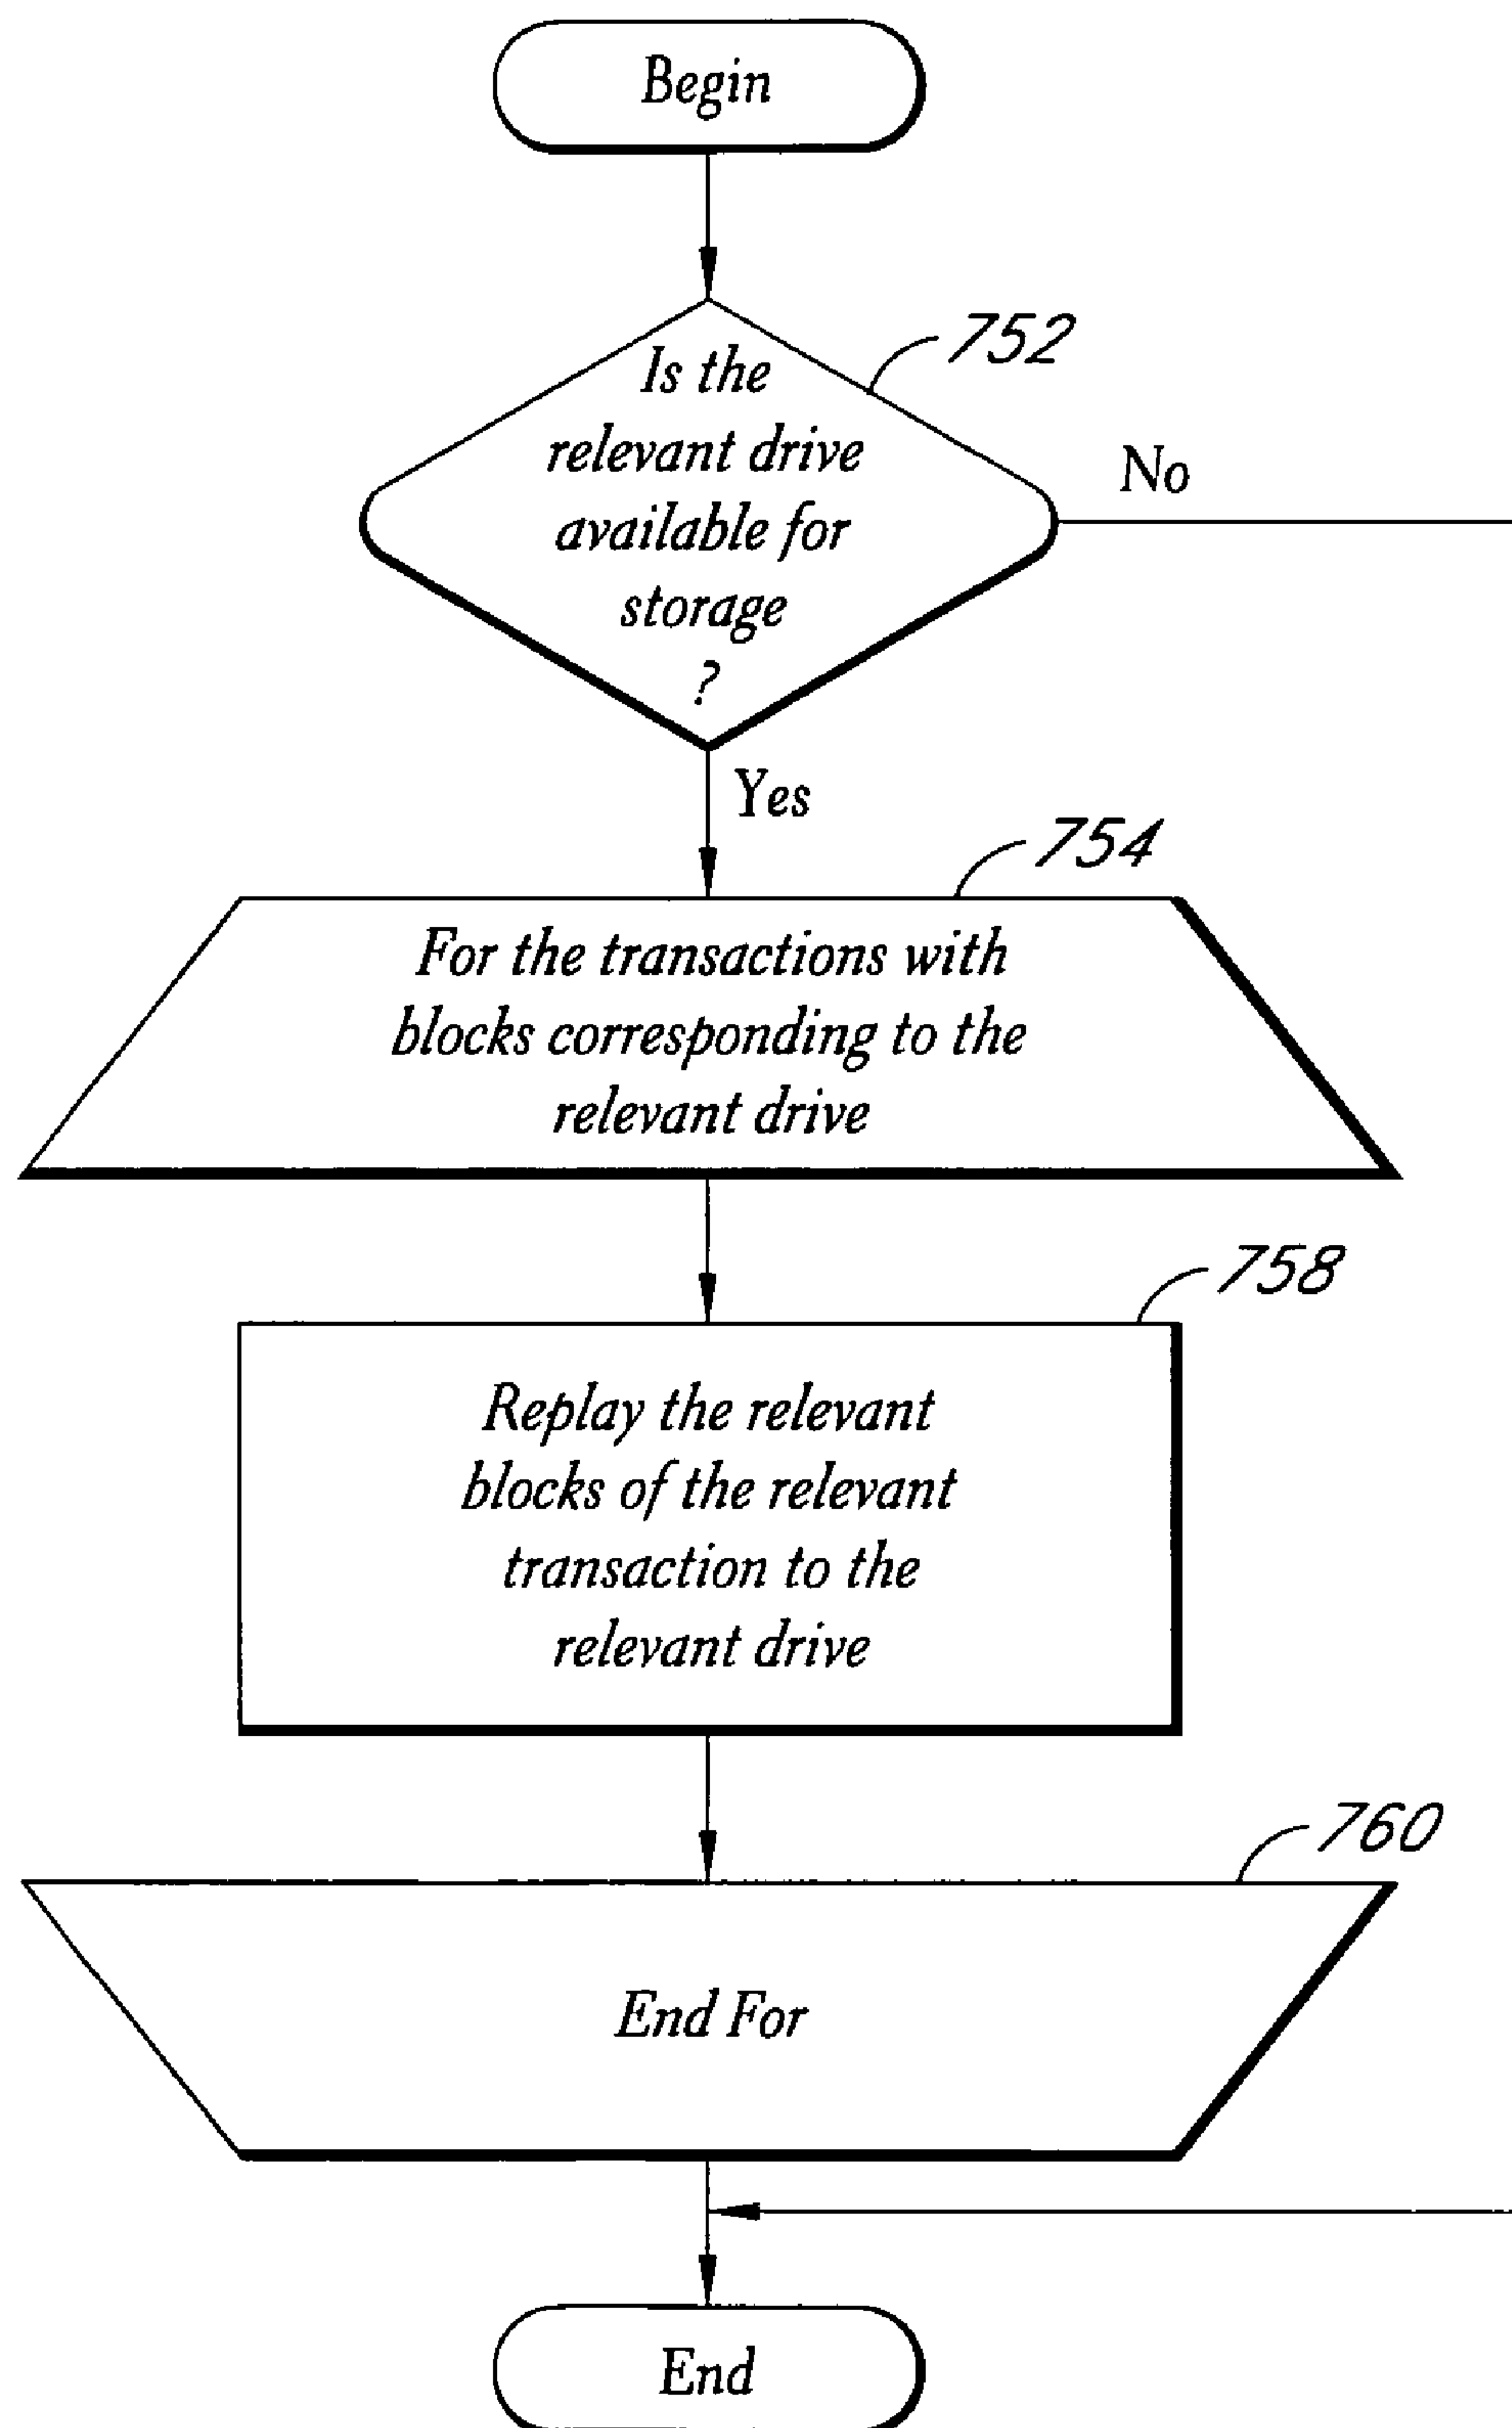 Begin
752
Is the
relevant drive
available for
storage
?
No
Yes
754
For the transactions with
blocks corresponding to the
relevant drive
758
Replay the relevant
blocks of the relevant
transaction to the
relevant drive
760
End For
End